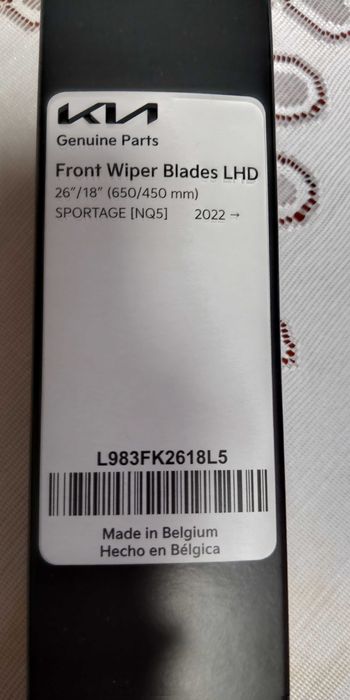 KIA
Genuine Parts
Front Wiper Blades LHD
26"/18" (650/450 mm)
SPORTAGE [NQ5] 2022 →
L983FK2618L5
Made in Belgium
Hecho en Bélgica